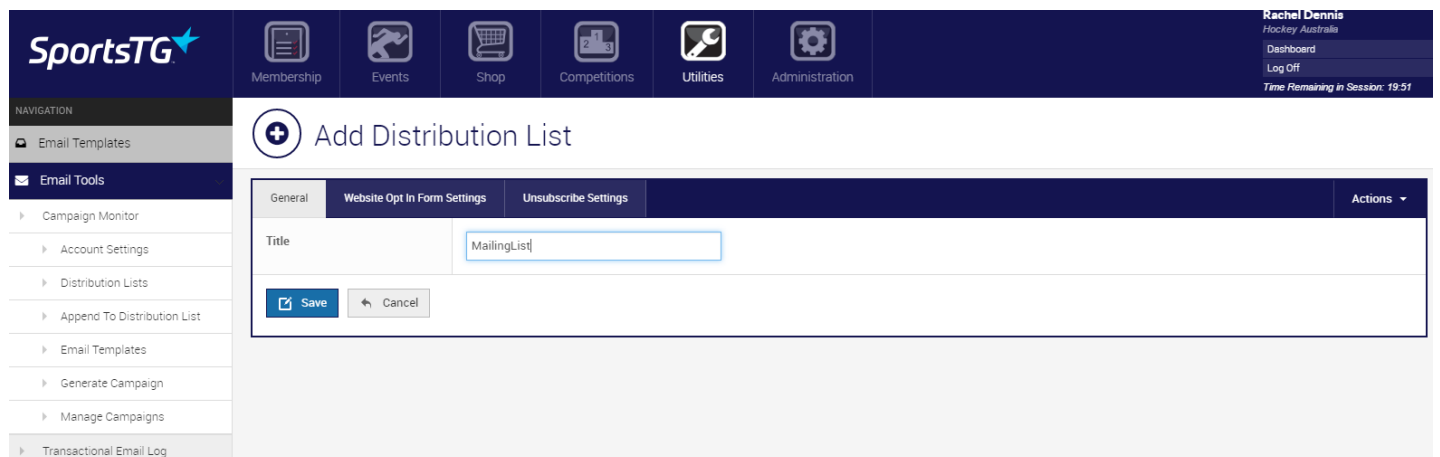 SportsTG
Membership
Events
Shop
2 1 3
Competitions
Utilities
Administration
Rachel Dennis
Hockey Australia
Dashboard
Log Off
Time Remaining in Session: 19:51
NAVIGATION
Email Templates
Email Tools
Campaign Monitor
Account Settings
Distribution Lists
Append To Distribution List
Email Templates
Generate Campaign
Manage Campaigns
Transactional Email Log
Add Distribution List
General
Website Opt In Form Settings
Unsubscribe Settings
Actions
Title
MailingList
Save
Cancel